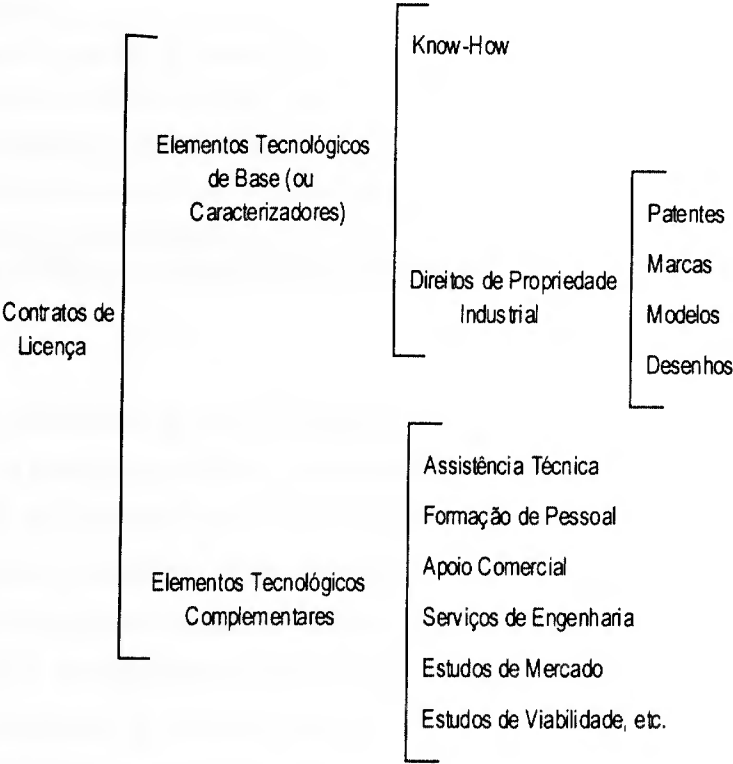 Contratos de
Licença
Elementos Tecnológicos
de Base (ou
Caracterizadores)
Know-How
Direitos de Propriedade
Industrial
Patentes
Marcas
Modelos
Desenhos
Elementos Tecnológicos
Complementares
Assistência Técnica
Formação de Pessoal
Apoio Comercial
Serviços de Engenharia
Estudos de Mercado
Estudos de Viabilidade, etc.